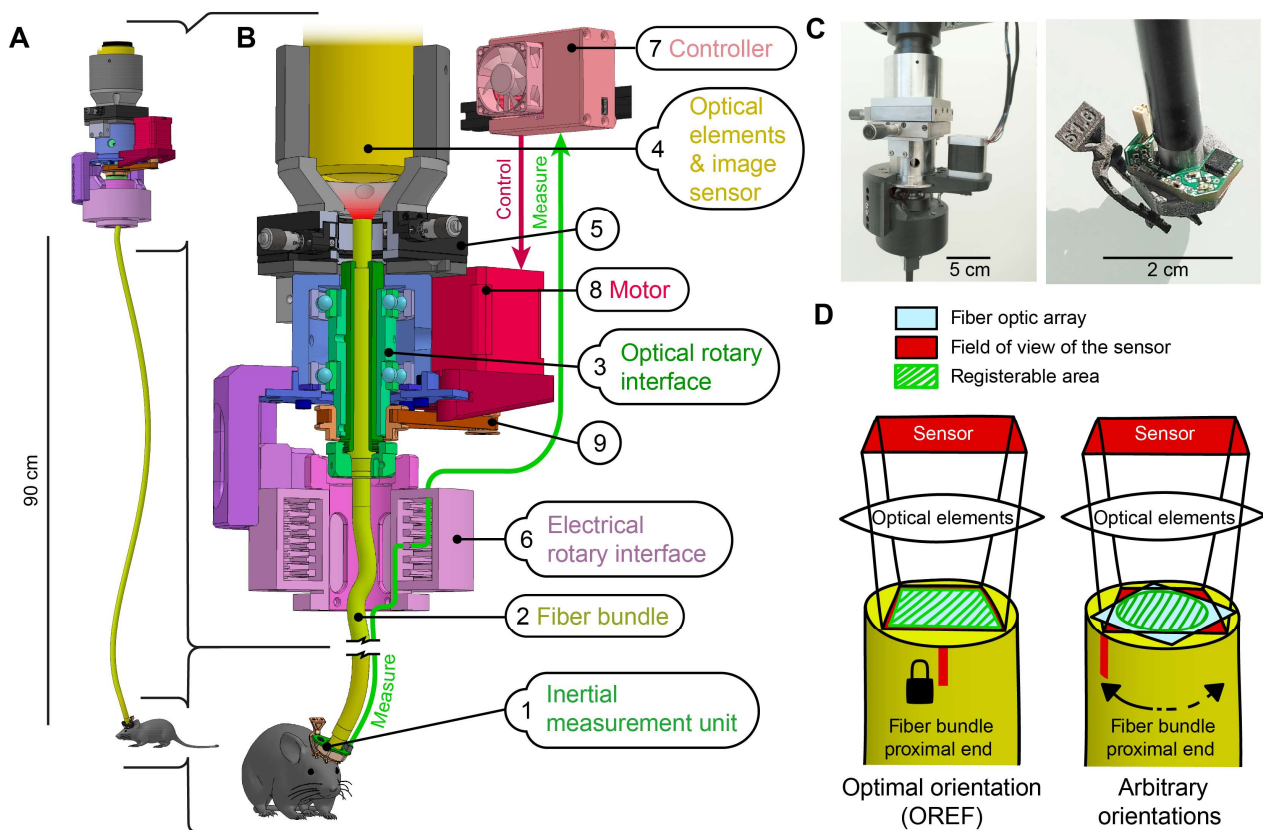 A
B
C
7 Controller
4
Optical
elements
& image
sensor
Control
Measure
5
8 Motor
3
Optical rotary
interface
9
6
Electrical
rotary interface
2 Fiber bundle
Measure
1
Inertial
measurement unit
90 cm
5 cm
2 cm
D
Fiber optic array
Field of view of the sensor
Registerable area
Sensor
Optical elements
Fiber bundle
proximal end
Optimal orientation
(OREF)
Sensor
Optical elements
Fiber bundle
proximal end
Arbitrary
orientations